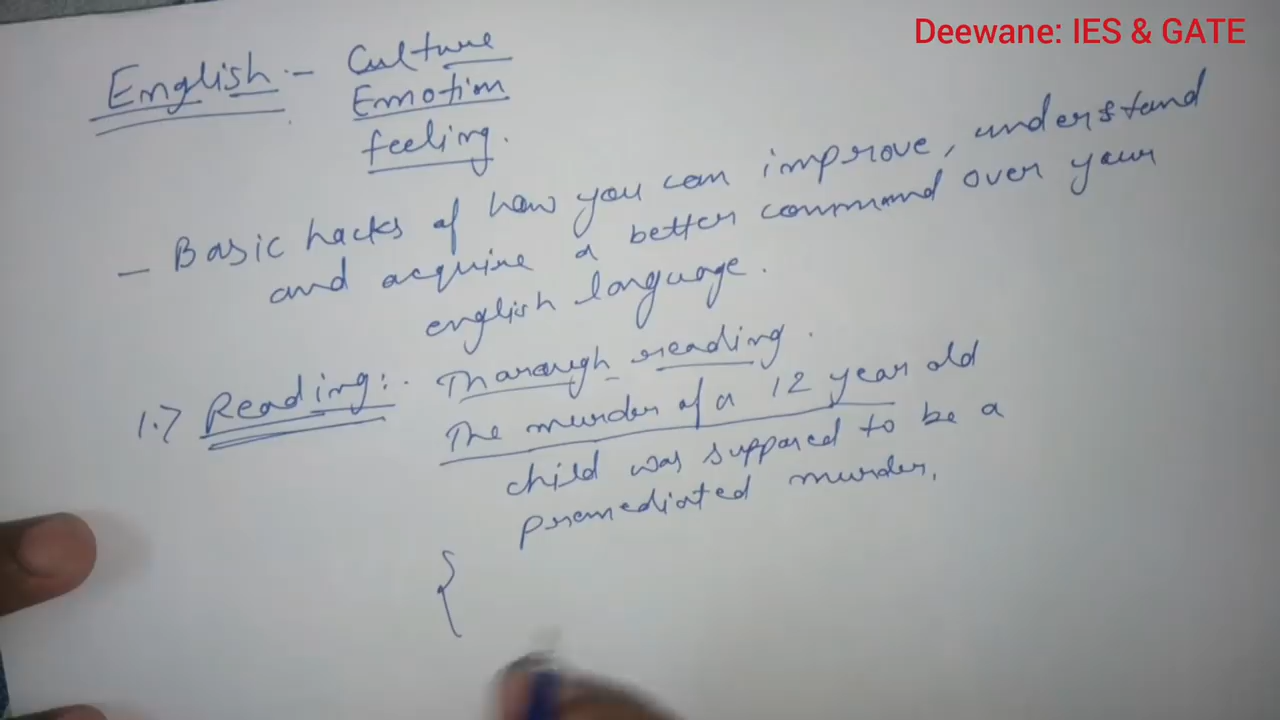 Deewane: IES & GATE
English :- Culture
Emotion
feeling.
- Basic hacks of how you can improve, understand
and acquire a better command over your
english language.
1.) Reading :- Thorough reading.
The murder of a 12 year old
child was supposed to be a
premediated murder.